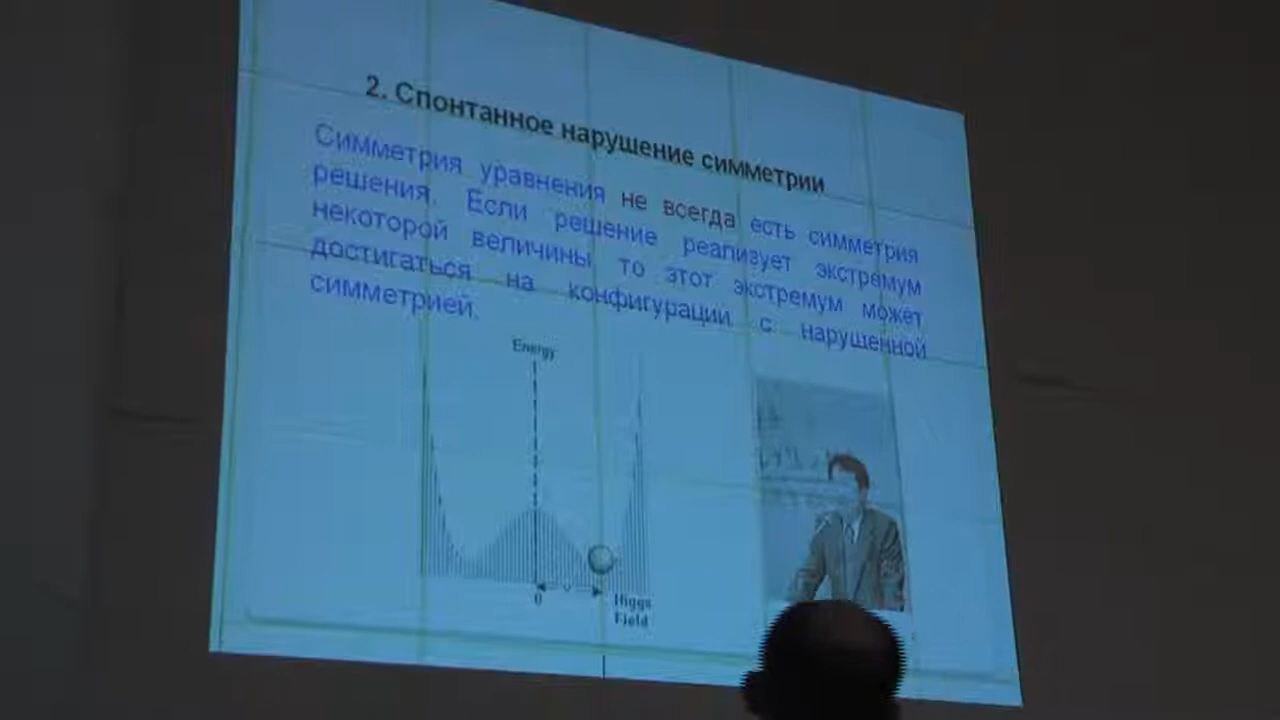 2. Спонтанное нарушение симметрии
Симметрия уравнения не всегда есть симметрия
решения. Если решение реализует экстремум
некоторой величины, то этот экстремум может
достигаться на конфигурации с нарушенной
симметрией.
Energy
0 v
Higgs
Field